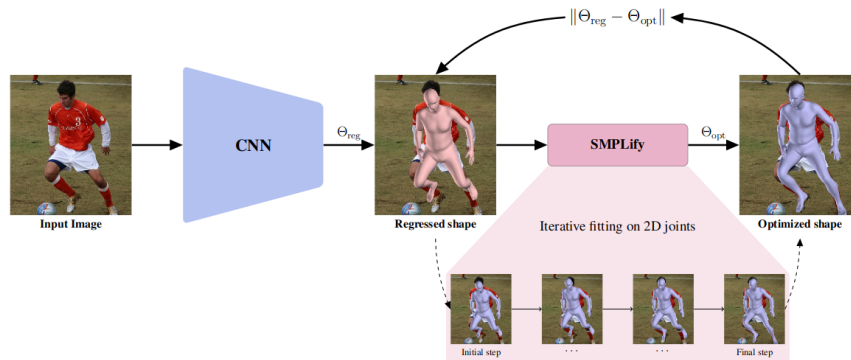 ‖Θreg − Θopt‖
CNN
Θreg
SMPLify
Θopt
3
Input Image
Regressed shape
Iterative fitting on 2D joints
Optimized shape
Initial step
· · ·
· · ·
Final step